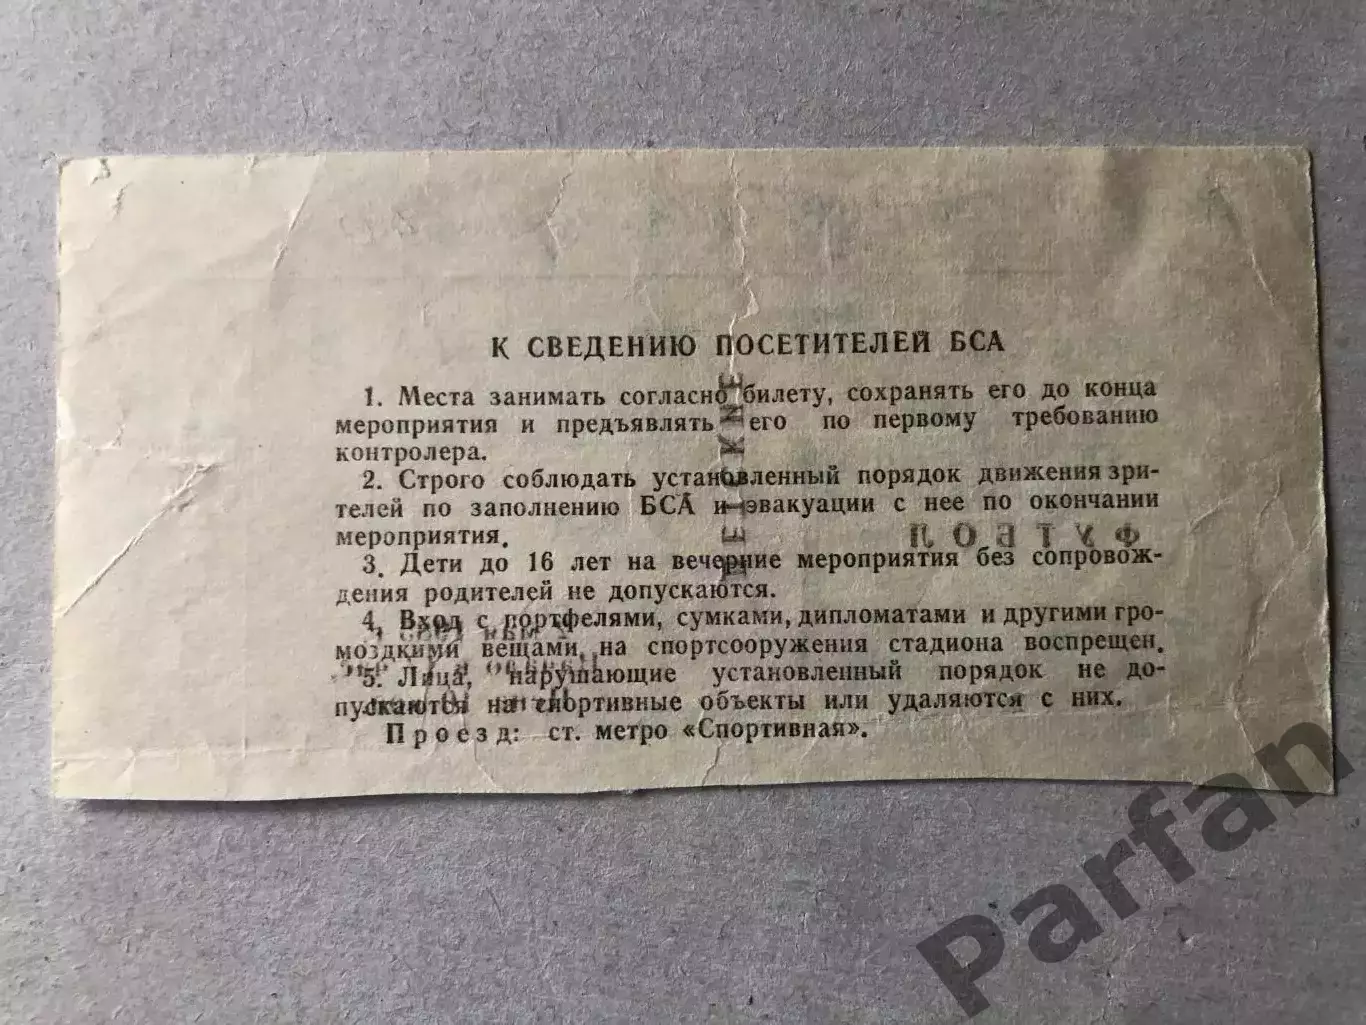 К СВЕДЕНИЮ ПОСЕТИТЕЛЕЙ БСА
1. Места занимать согласно билету, сохранять его до конца
мероприятия и предъявлять его по первому требованию
контролера.
2. Строго соблюдать установленный порядок движения зри-
телей по заполнению БСА и эвакуации с нее по окончании
мероприятия.
ФУТБОЛ
3. Дети до 16 лет на вечерние мероприятия без сопровож-
дения родителей не допускаются.
4. Вход с портфелями, сумками, дипломатами и другими гро-
моздкими вещами, на спортсооружения стадиона воспрещен.
5. Лица, нарушающие установленный порядок не до-
пускаются на спортивные объекты или удаляются с них.
Проезд: ст. метро «Спортивная».
Parfan